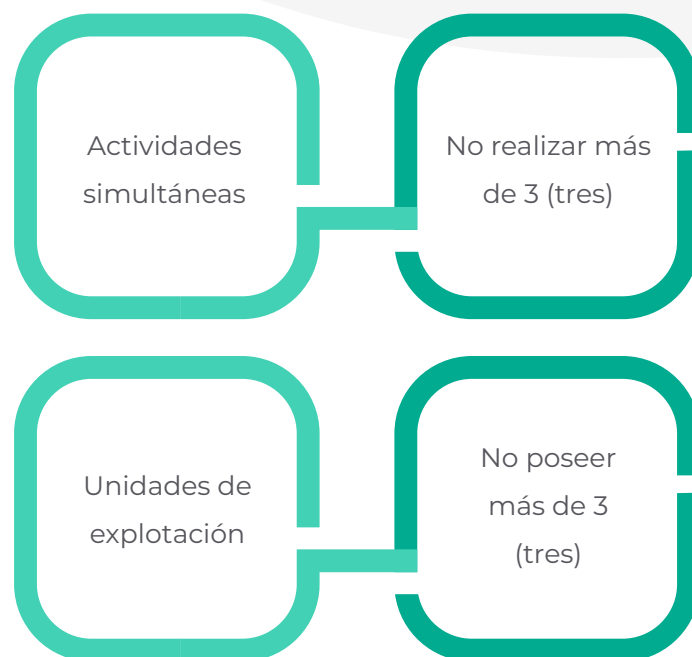 Actividades
simultáneas
No realizar más
de 3 (tres)
Unidades de
explotación
No poseer
más de 3
(tres)